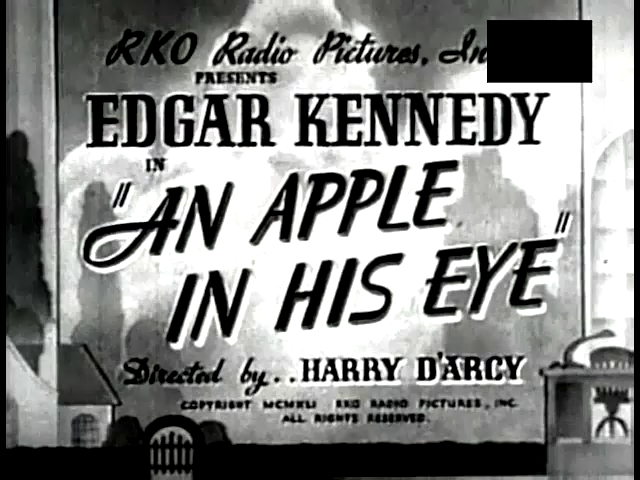 RKO Radio Pictures, In
PRESENTS
EDGAR KENNEDY
IN
"AN APPLE
IN HIS EYE"
Directed by.. HARRY D'ARCY
COPYRIGHT MCMXLI RKO RADIO PICTURES, INC.
ALL RIGHTS RESERVED.